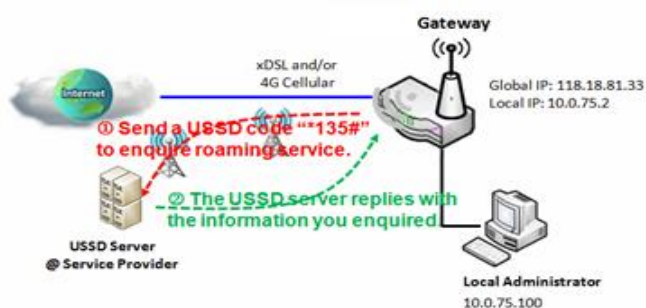 Gateway
xDSL and/or
4G Cellular
Internet
Global IP: 118.18.81.33
Local IP: 10.0.75.2
① Send a USSD code “*135#”
to enquire roaming service.
② The USSD server replies with
the information you enquired.
USSD Server
@ Service Provider
Local Administrator
10.0.75.100